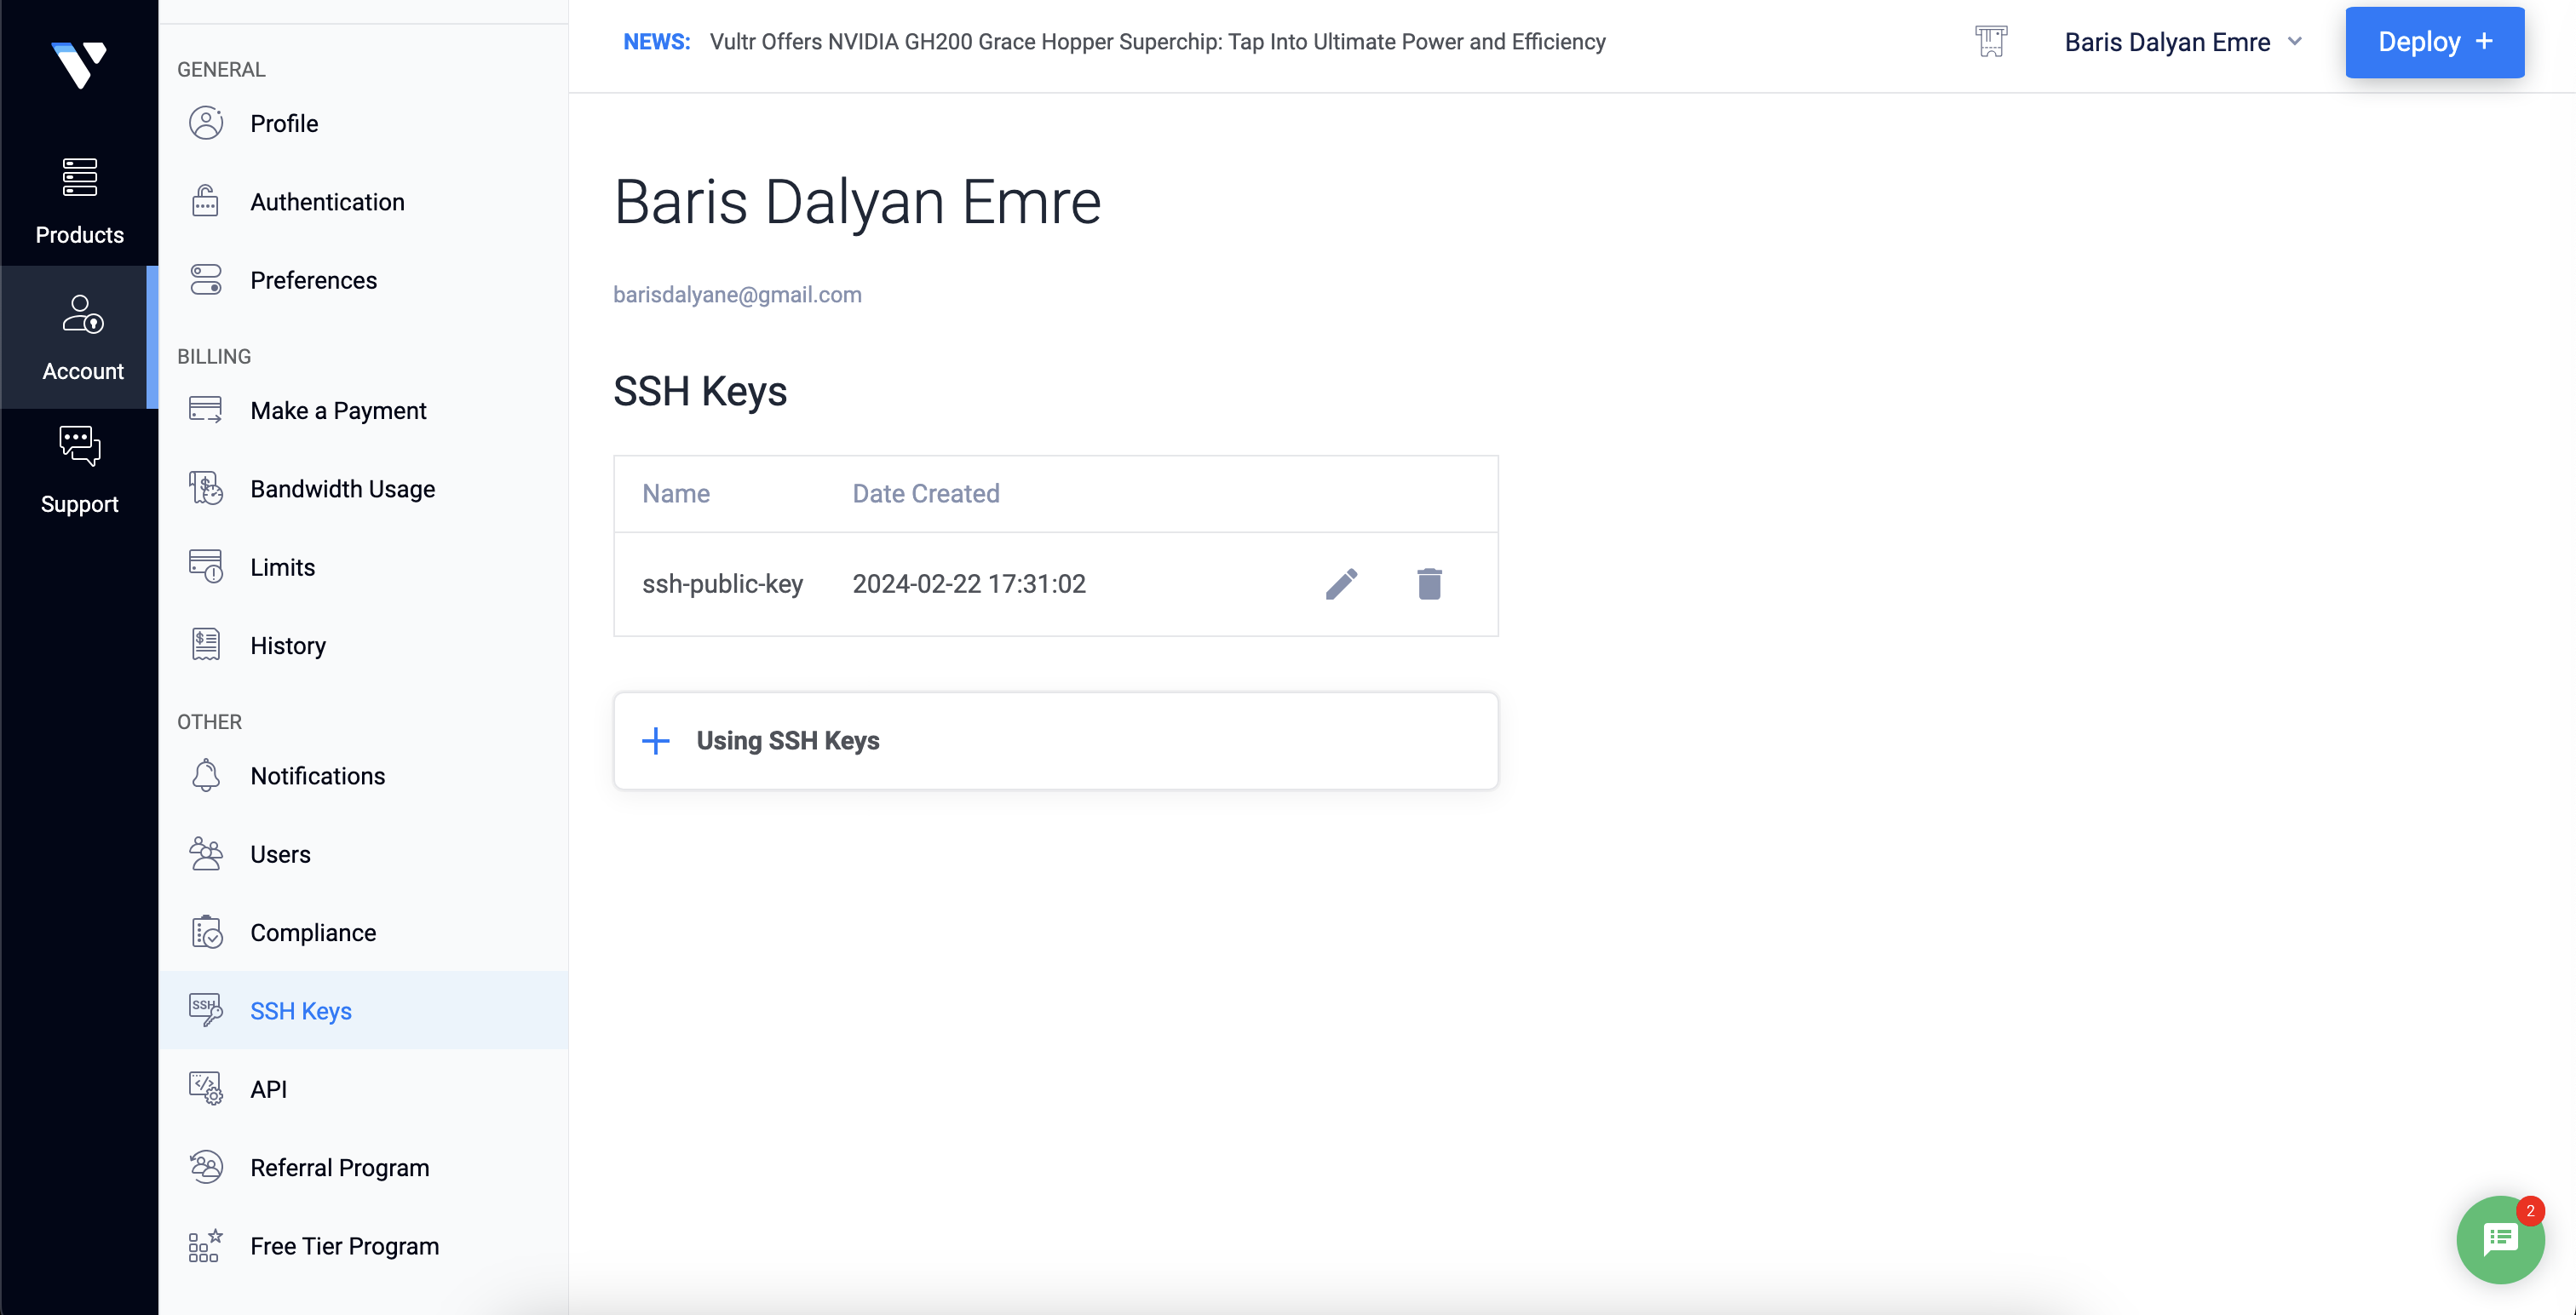 Products
Account
Support
GENERAL
Profile
Authentication
Preferences
BILLING
Make a Payment
Bandwidth Usage
Limits
History
OTHER
Notifications
Users
Compliance
SSH
SSH Keys
API
Referral Program
Free Tier Program
NEWS: Vultr Offers NVIDIA GH200 Grace Hopper Superchip: Tap Into Ultimate Power and Efficiency
Baris Dalyan Emre
Deploy +
Baris Dalyan Emre
barisdalyane@gmail.com
SSH Keys
Name Date Created
ssh-public-key 2024-02-22 17:31:02
Using SSH Keys
2